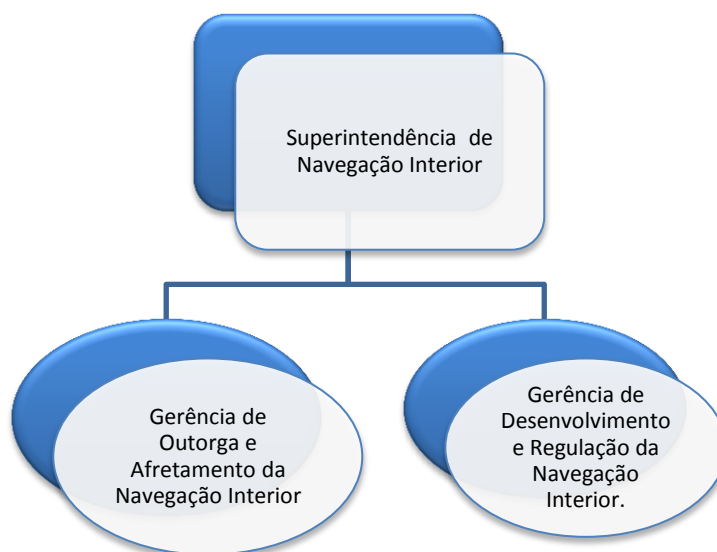 Superintendência de
Navegação Interior
Gerência de
Outorga e
Afretamento da
Navegação Interior
Gerência de
Desenvolvimento
e Regulação da
Navegação
Interior.